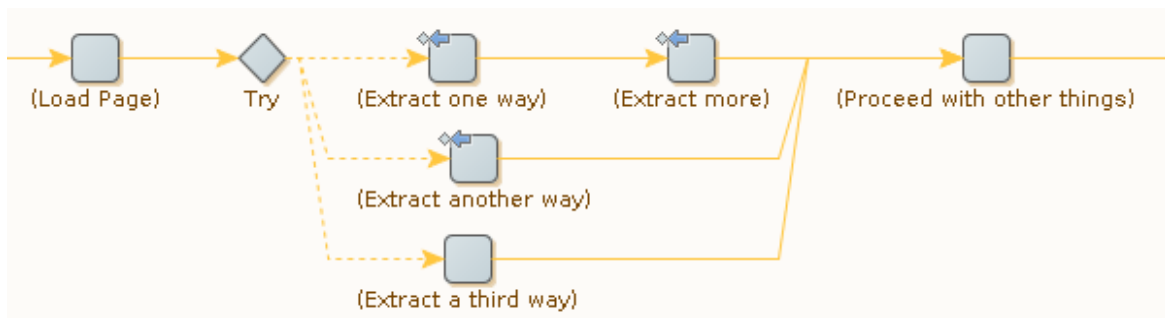 (Load Page)
Try
(Extract one way)
(Extract more)
(Proceed with other things)
(Extract another way)
(Extract a third way)